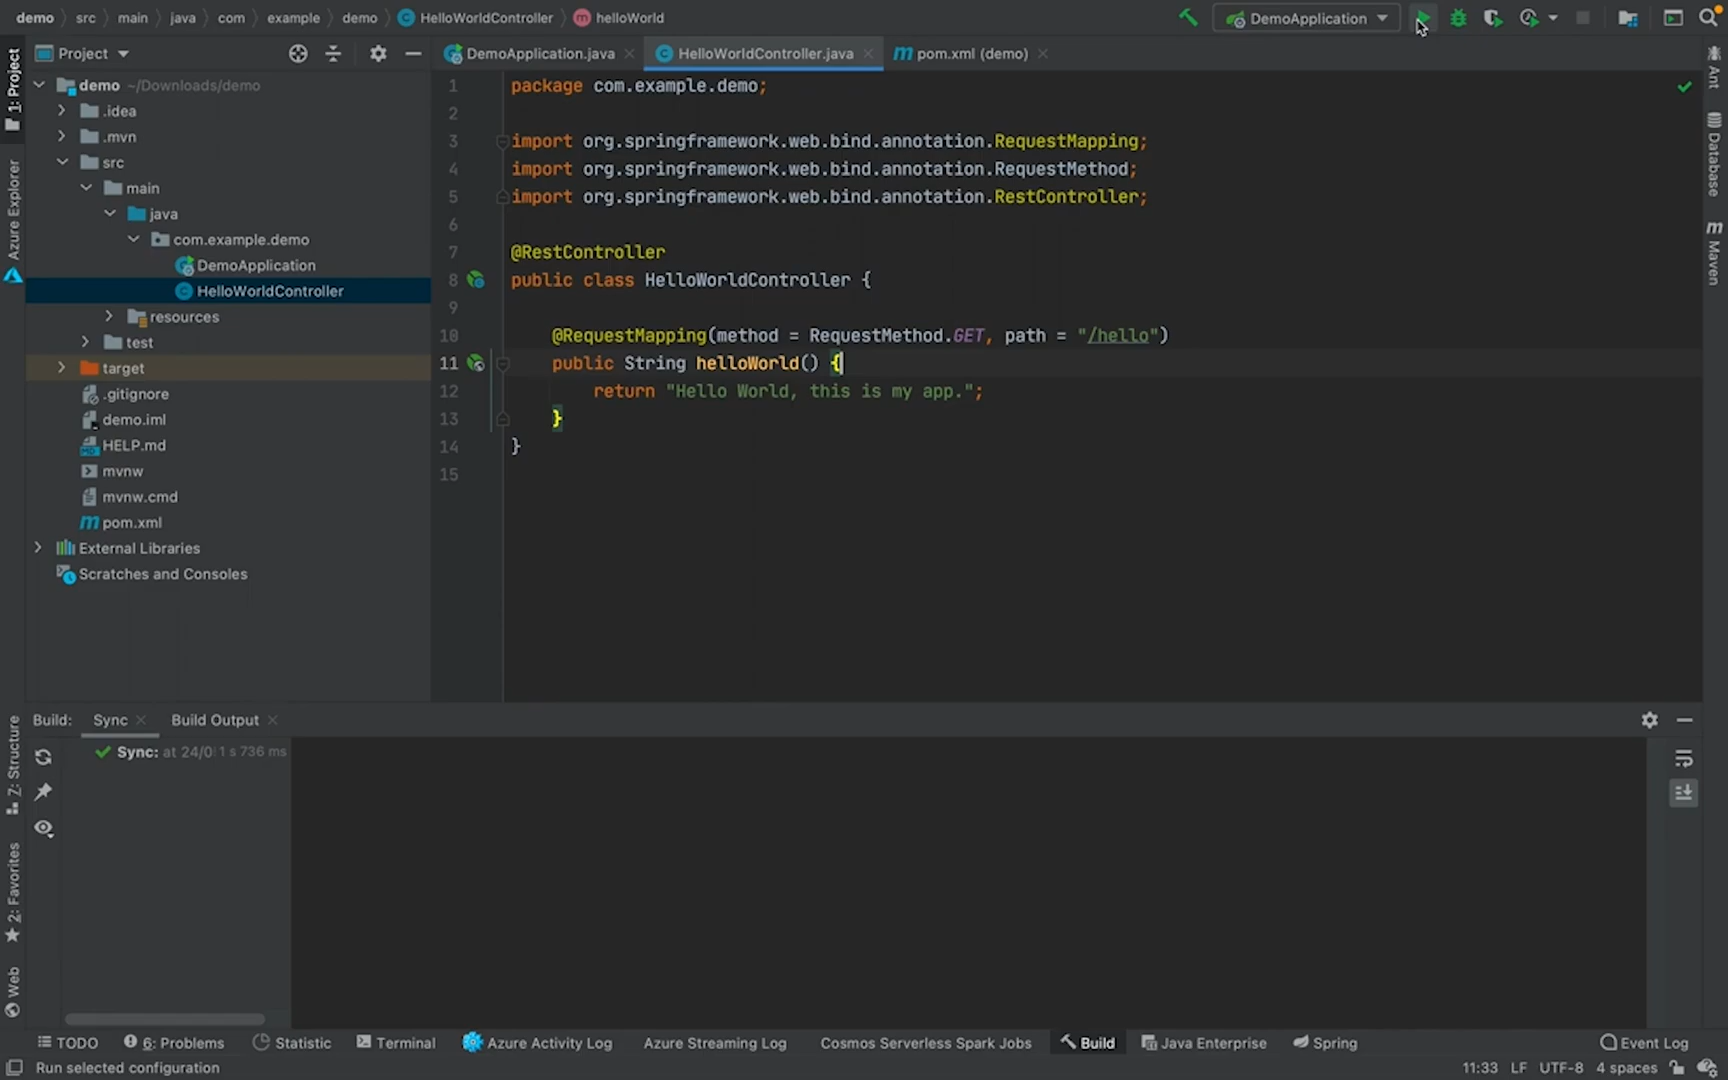 demo src main java com example demo HelloWorldController helloWorld DemoApplication
Project DemoApplication.java HelloWorldController.java pom.xml (demo)
1: Project
Azure Explorer
7: Structure
2: Favorites
Web
demo ~/Downloads/demo
.idea
.mvn
src
main
java
com.example.demo
DemoApplication
HelloWorldController
resources
test
target
.gitignore
demo.iml
HELP.md
mvnw
mvnw.cmd
pom.xml
External Libraries
Scratches and Consoles
1 package com.example.demo;
2
3 import org.springframework.web.bind.annotation.RequestMapping;
4 import org.springframework.web.bind.annotation.RequestMethod;
5 import org.springframework.web.bind.annotation.RestController;
6
7 @RestController
8 public class HelloWorldController {
9
10 @RequestMapping(method = RequestMethod.GET, path = "/hello")
11 public String helloWorld() {
12 return "Hello World, this is my app.";
13 }
14 }
15
Ant
Database
Maven
Build: Sync Build Output
Sync: at 24/0 1 s 736 ms
TODO 6: Problems Statistic Terminal Azure Activity Log Azure Streaming Log Cosmos Serverless Spark Jobs Build Java Enterprise Spring Event Log
Run selected configuration 11:33 LF UTF-8 4 spaces